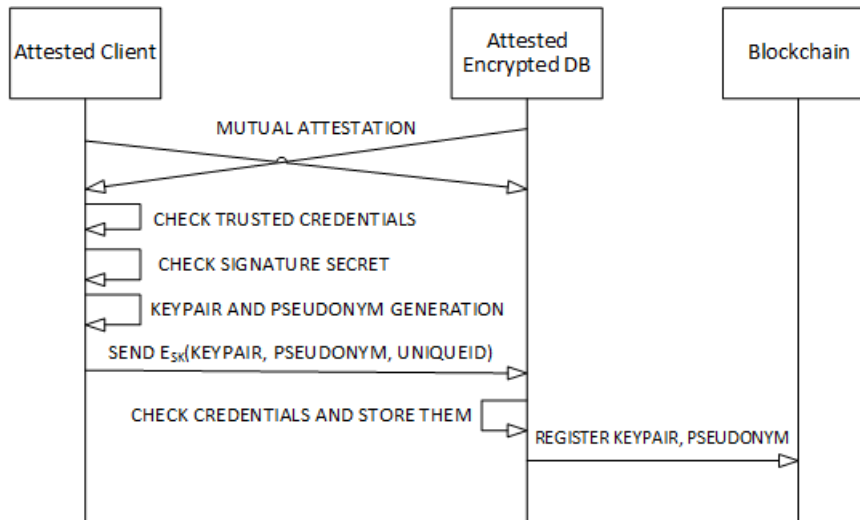 Attested Client
Attested
Encrypted DB
Blockchain
MUTUAL ATTESTATION
CHECK TRUSTED CREDENTIALS
CHECK SIGNATURE SECRET
KEYPAIR AND PSEUDONYM GENERATION
SEND ESK(KEYPAIR, PSEUDONYM, UNIQUEID)
CHECK CREDENTIALS AND STORE THEM
REGISTER KEYPAIR, PSEUDONYM